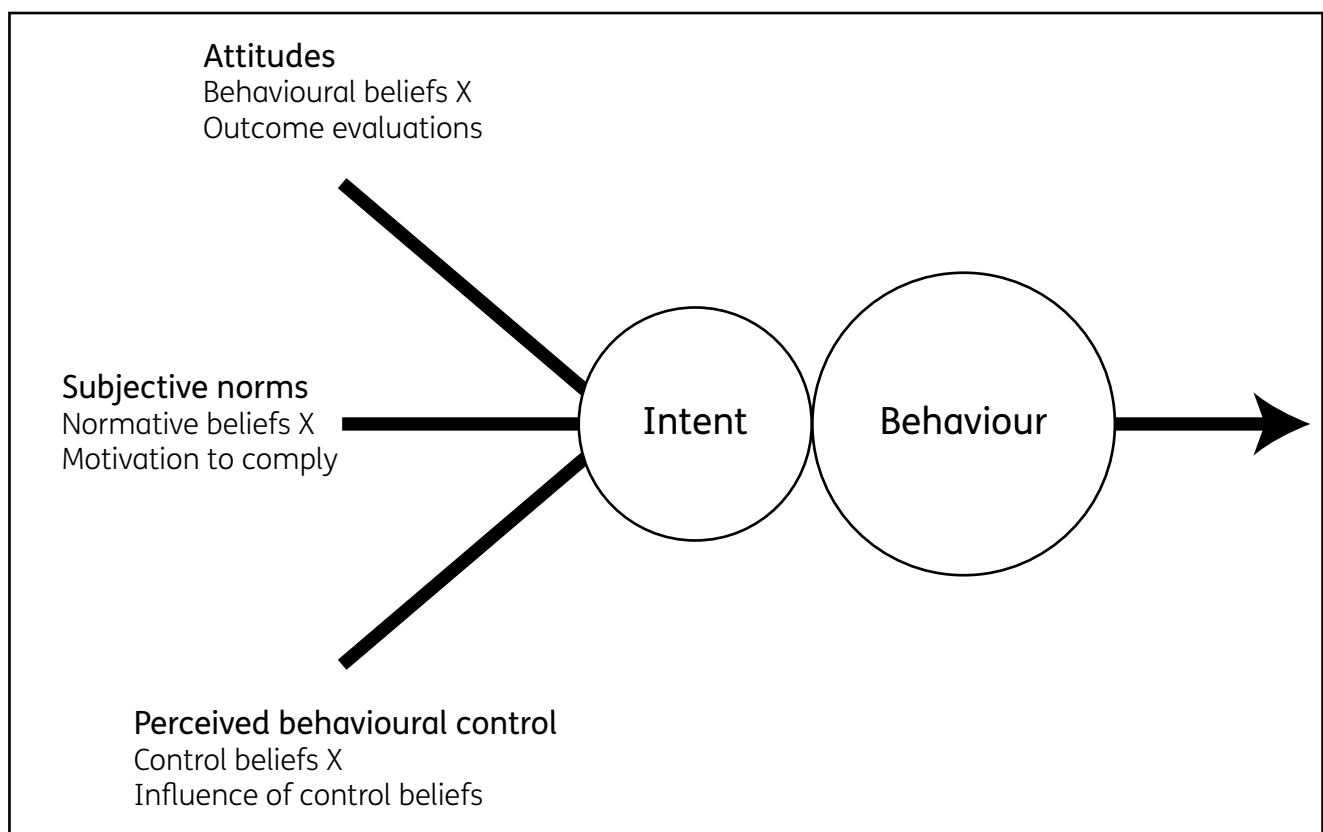 Attitudes
Behavioural beliefs X
Outcome evaluations
Subjective norms
Normative beliefs X
Motivation to comply
Intent
Behaviour
Perceived behavioural control
Control beliefs X
Influence of control beliefs